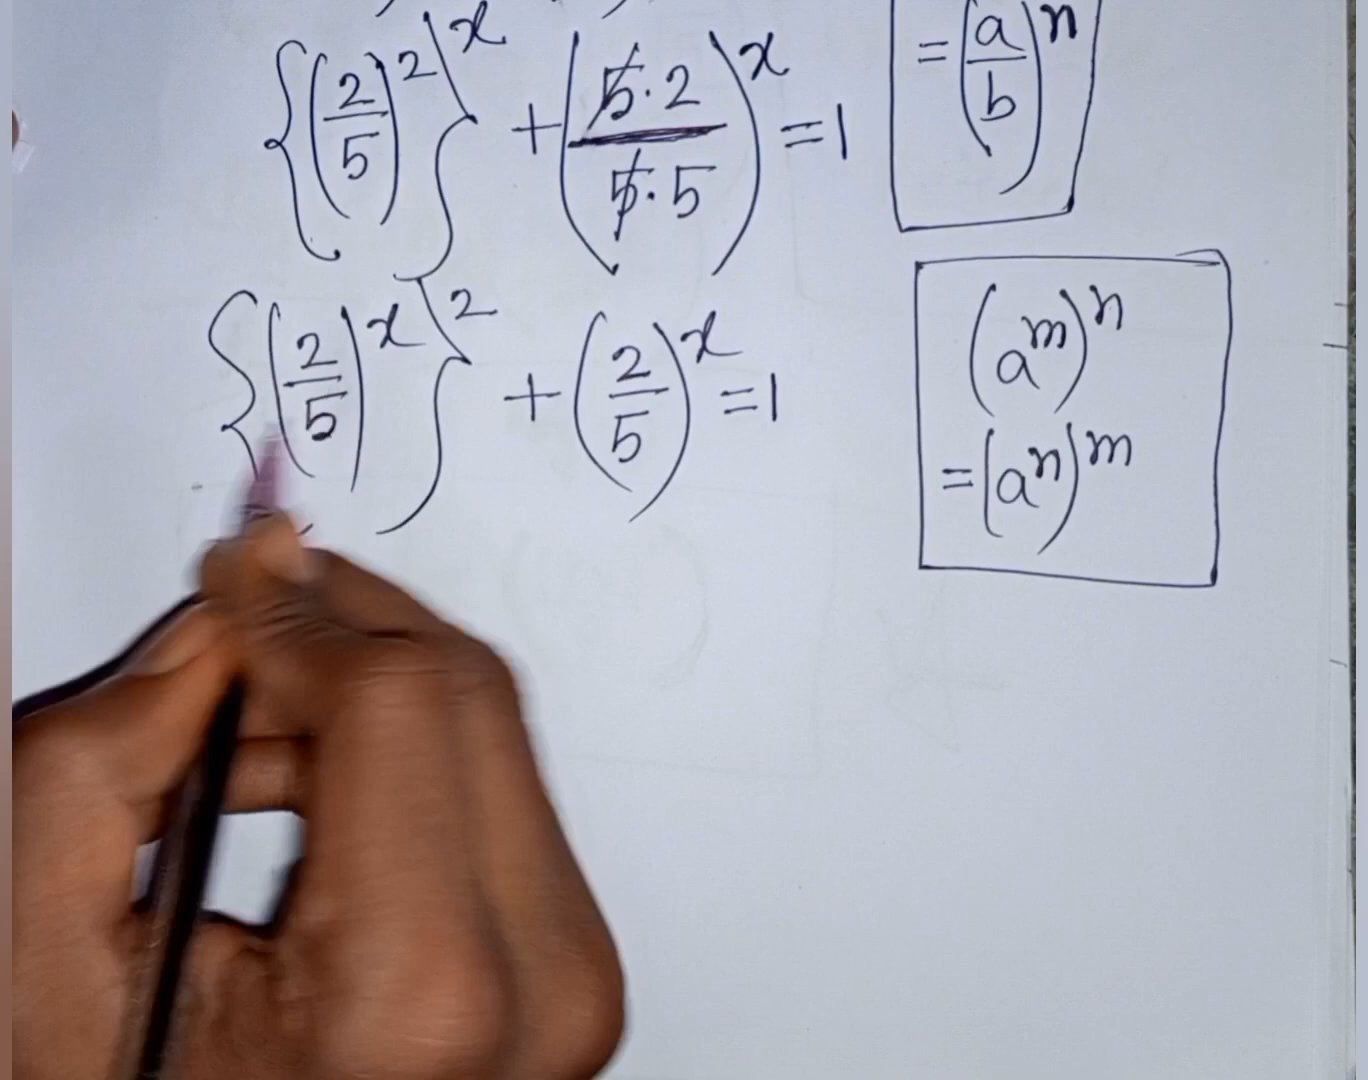 {(2/5)^2}^x + (5·2/5·5)^x = 1
= (a/b)^n
{(2/5)^x}^2 + (2/5)^x = 1
(a^m)^n
= (a^n)^m